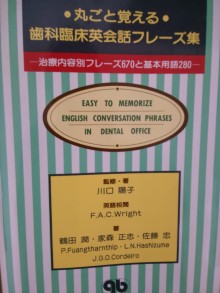 ●丸ごと覚える●
歯科臨床英会話フレーズ集
―治療内容別フレーズ670と基本用語280―
EASY TO MEMORIZE
ENGLISH CONVERSATION PHRASES
IN DENTAL OFFICE
監修・著
川口 陽子
英語校閲
F.A.C.Wright
著
鶴田 潤・家森 正志・佐藤 忠
P.Fuangtharnthip・L.N.Hashizume
J.G.O.Cordeiro
qb